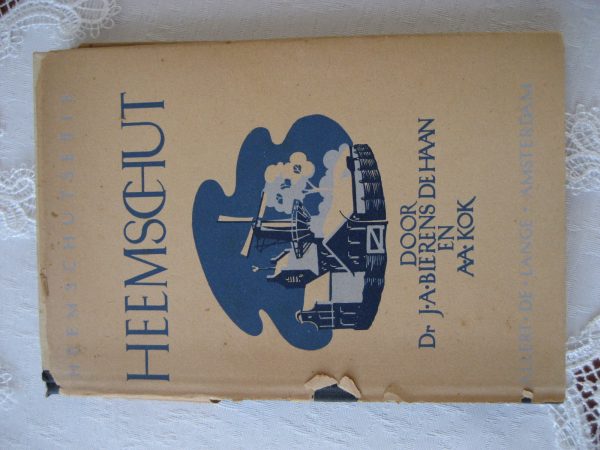 HEEMSCHUTSERIE
HEEMSCHUT
DOOR
Dr J·A·BIERENS DE HAAN
EN
A·A·KOK
ALLERT·DE·LANGE·AMSTERDAM